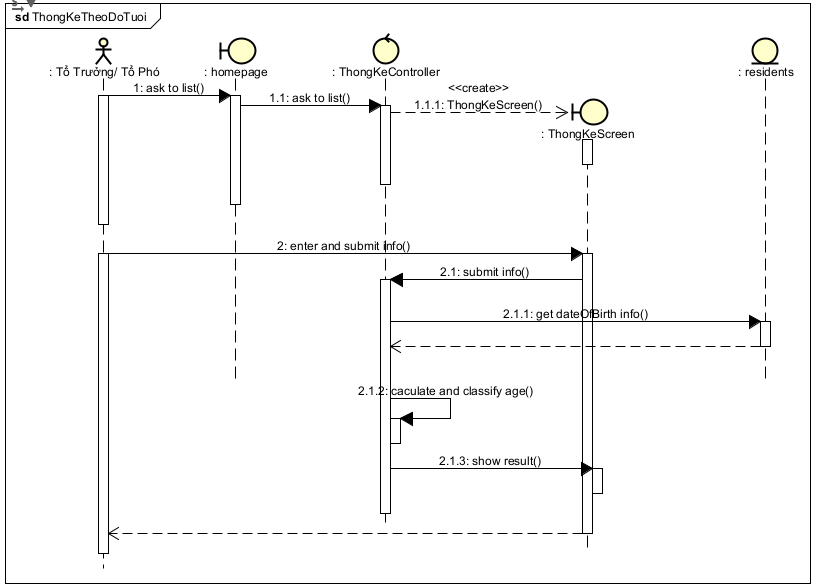 sd ThongKeTheoDoTuoi
: Tổ Trưởng/ Tổ Phó
: homepage
: ThongKeController
: residents
<<create>>
1: ask to list()
1.1: ask to list()
1.1.1: ThongKeScreen()
: ThongKeScreen
2: enter and submit info()
2.1: submit info()
2.1.1: get dateOfBirth info()
2.1.2: caculate and classify age()
2.1.3: show result()